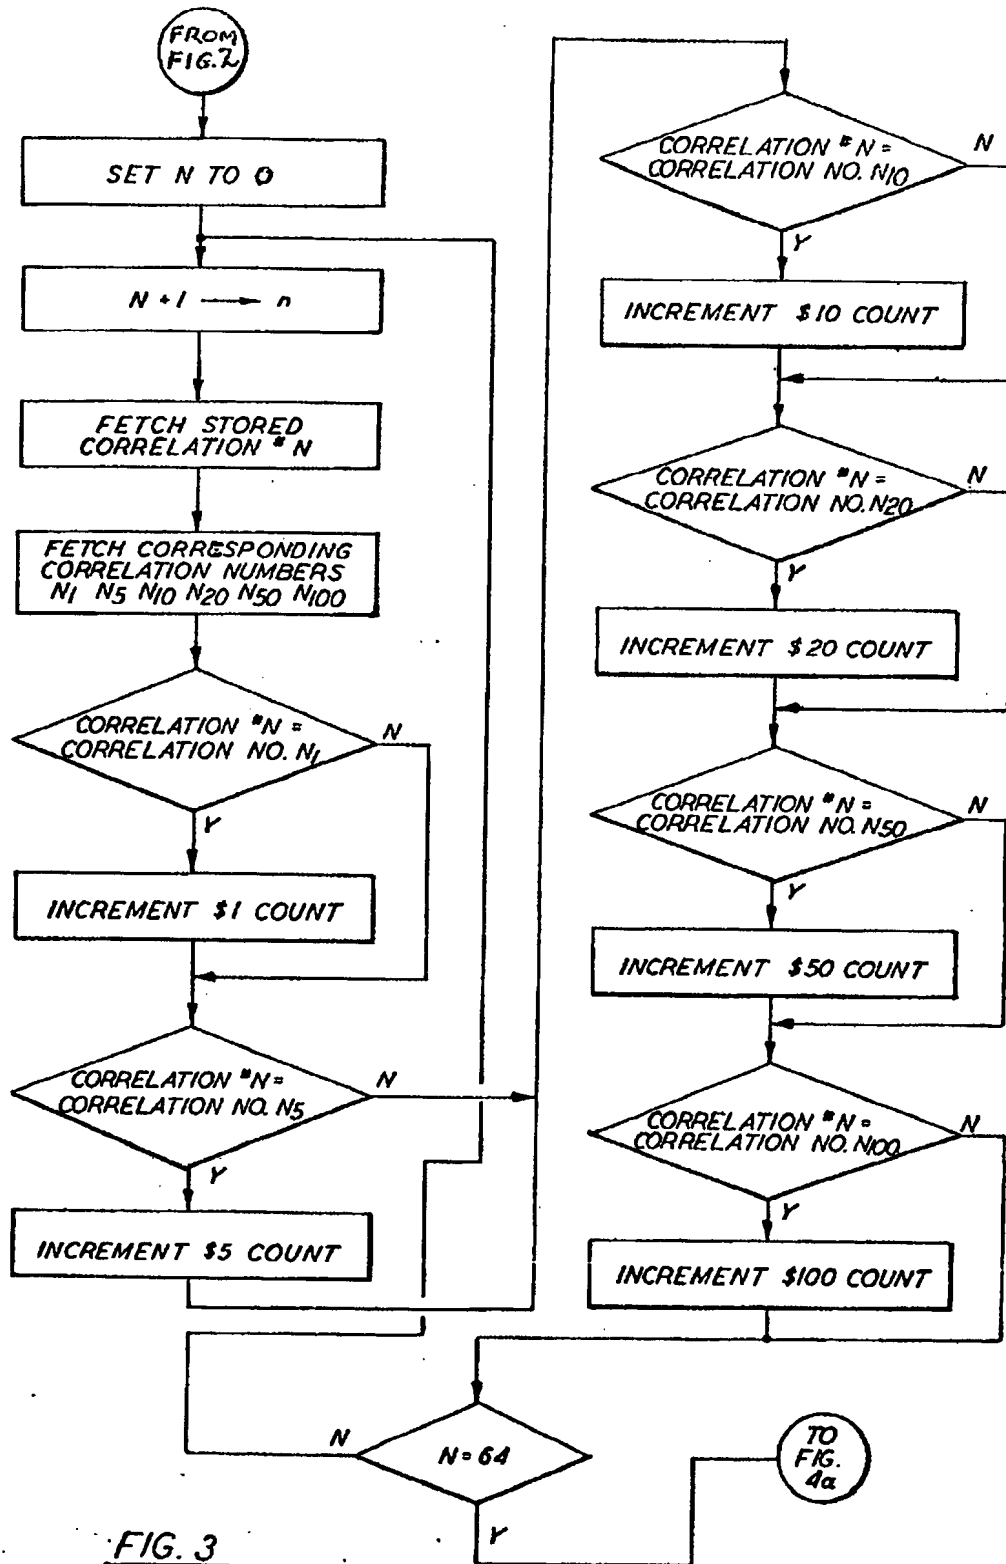 FROM
FIG. 2
SET N TO 0
N + 1 → n
FETCH STORED
CORRELATION # N
FETCH CORRESPONDING
CORRELATION NUMBERS
N1 N5 N10 N20 N50 N100
CORRELATION #N =
CORRELATION NO. N1
N
Y
INCREMENT $1 COUNT
CORRELATION #N =
CORRELATION NO. N5
N
Y
INCREMENT $5 COUNT
CORRELATION # N =
CORRELATION NO. N10
N
Y
INCREMENT $10 COUNT
CORRELATION #N =
CORRELATION NO. N20
N
Y
INCREMENT $20 COUNT
CORRELATION #N =
CORRELATION NO. N50
N
Y
INCREMENT $50 COUNT
CORRELATION #N =
CORRELATION NO. N100
N
Y
INCREMENT $100 COUNT
N = 64
N
Y
TO
FIG.
4a
FIG. 3